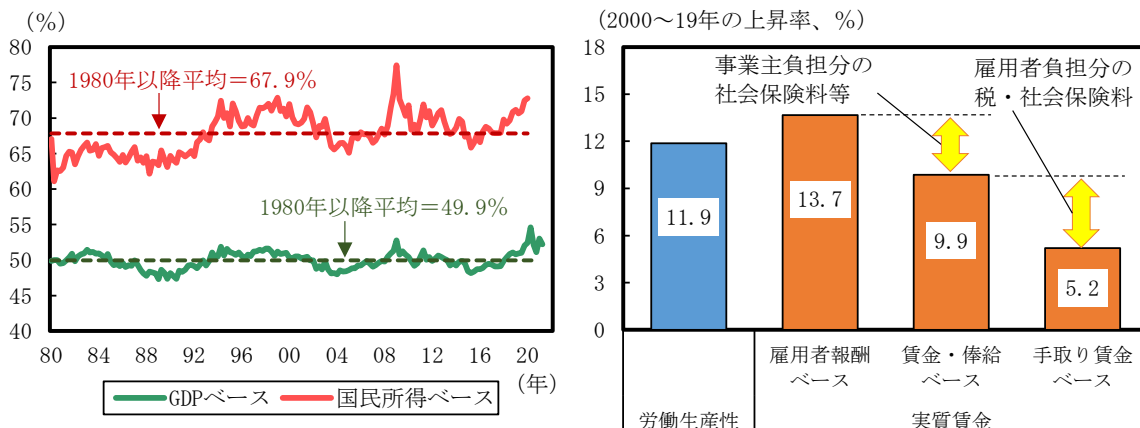 (%)
80
75
70
65
60
55
50
45
40
1980年以降平均＝67.9%
1980年以降平均＝49.9%
80 84 88 92 96 00 04 08 12 16 20
(年)
GDPベース 国民所得ベース
(2000～19年の上昇率、%)
18
15
12
9
6
3
0
事業主負担分の
社会保険料等
雇用者負担分の
税・社会保険料
11.9
13.7
9.9
5.2
雇用者報酬
ベース
賃金・俸給
ベース
手取り賃金
ベース
労働生産性
実質賃金